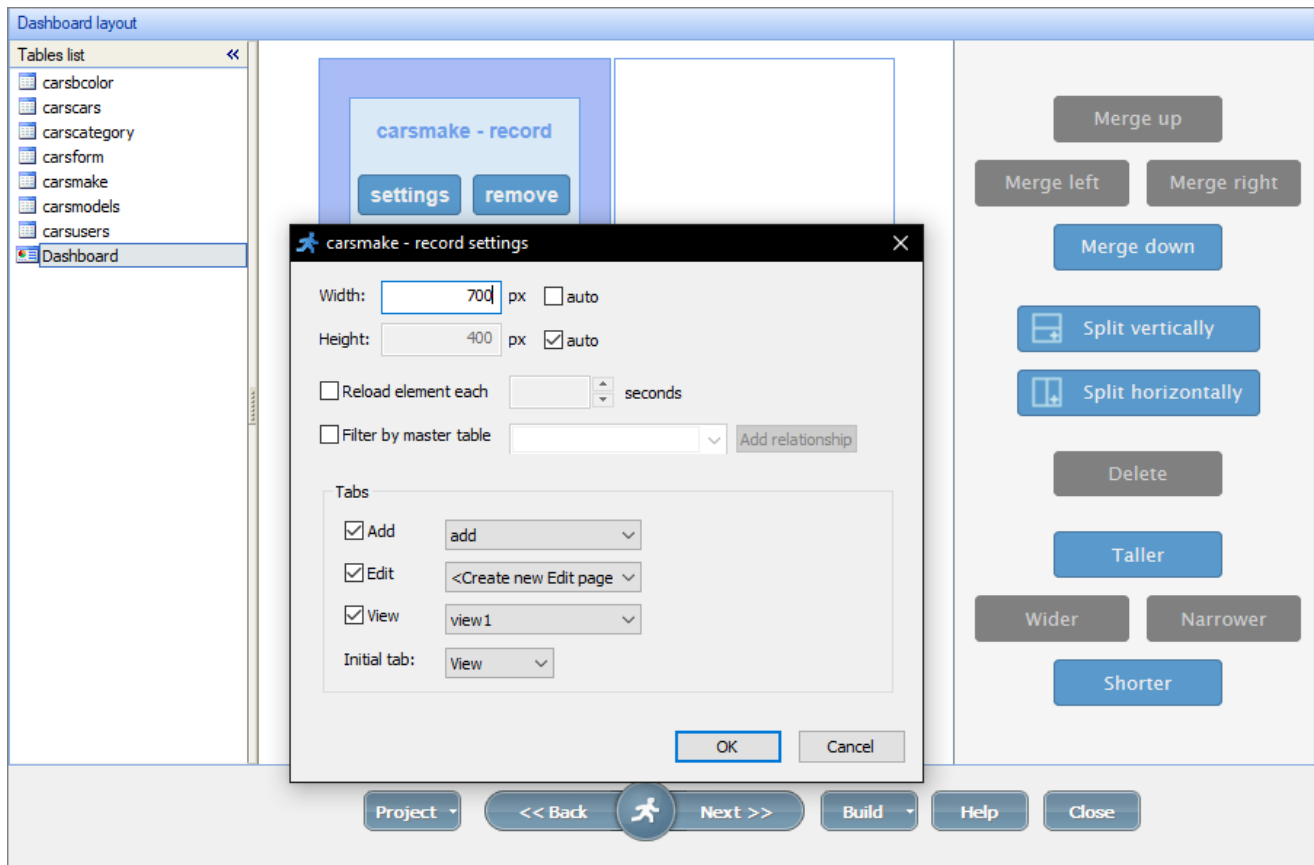 Dashboard layout
Tables list
carsbcolor
carscars
carscategory
carsform
carsmake
carsmodels
carsusers
Dashboard
carsmake - record
settings remove
carsmake - record settings
Width: 700 px auto
Height: 400 px auto
Reload element each seconds
Filter by master table Add relationship
Tabs
Add add
Edit <Create new Edit page
View view1
Initial tab: View
OK Cancel
Merge up
Merge left Merge right
Merge down
Split vertically
Split horizontally
Delete
Taller
Wider Narrower
Shorter
Project << Back Next >> Build Help Close